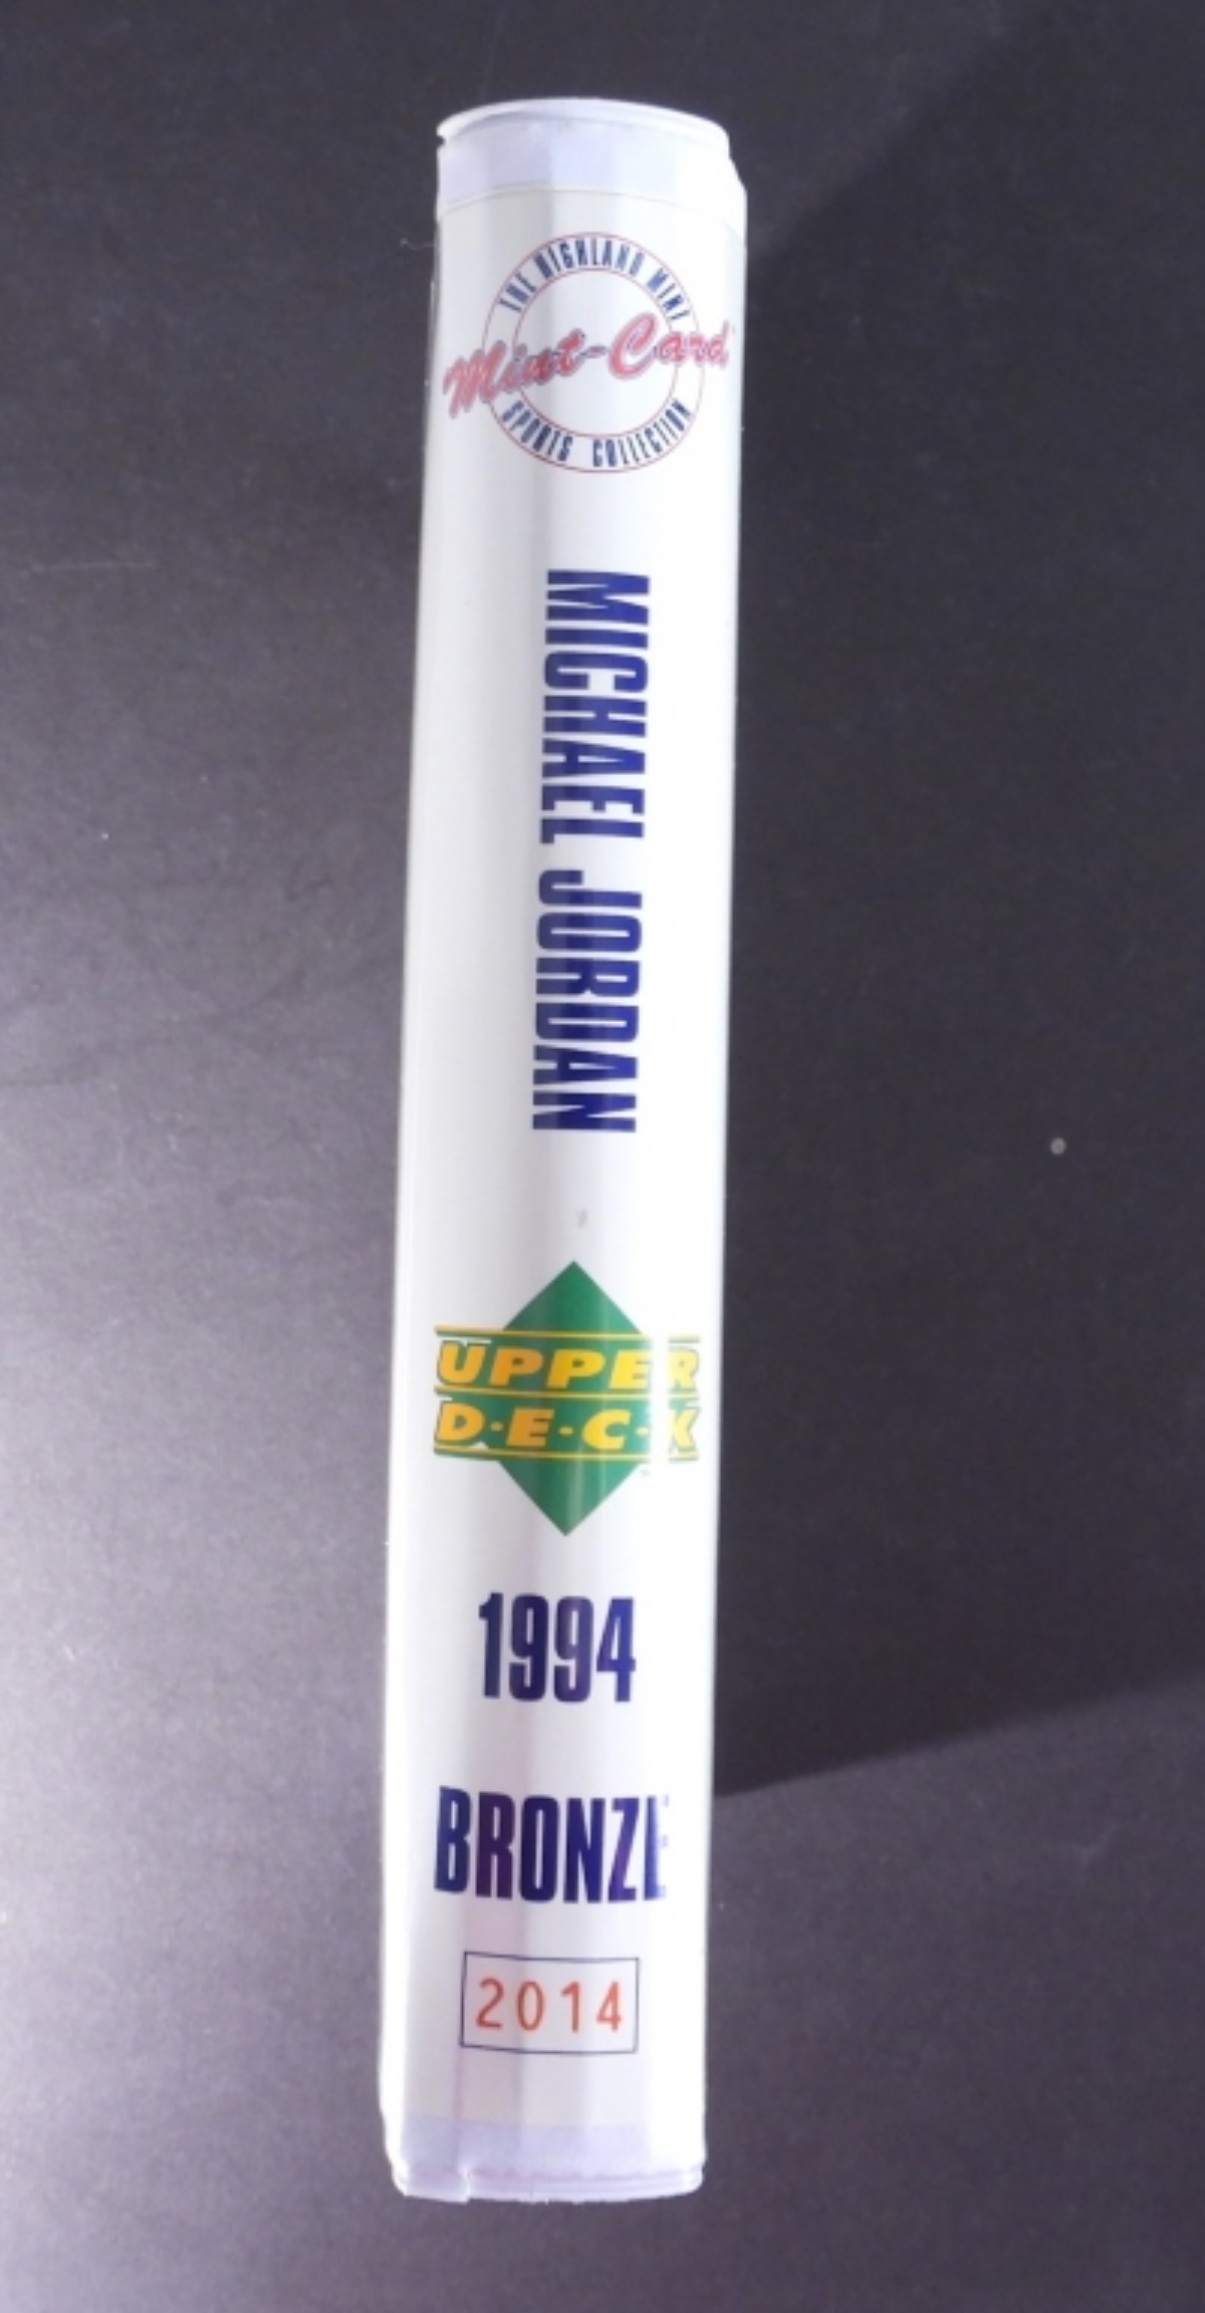 THE HIGHLAND MINT
Mint-Card
SPORTS COLLECTION
MICHAEL JORDAN
UPPER
D·E·C·K
1994
BRONZE
2014